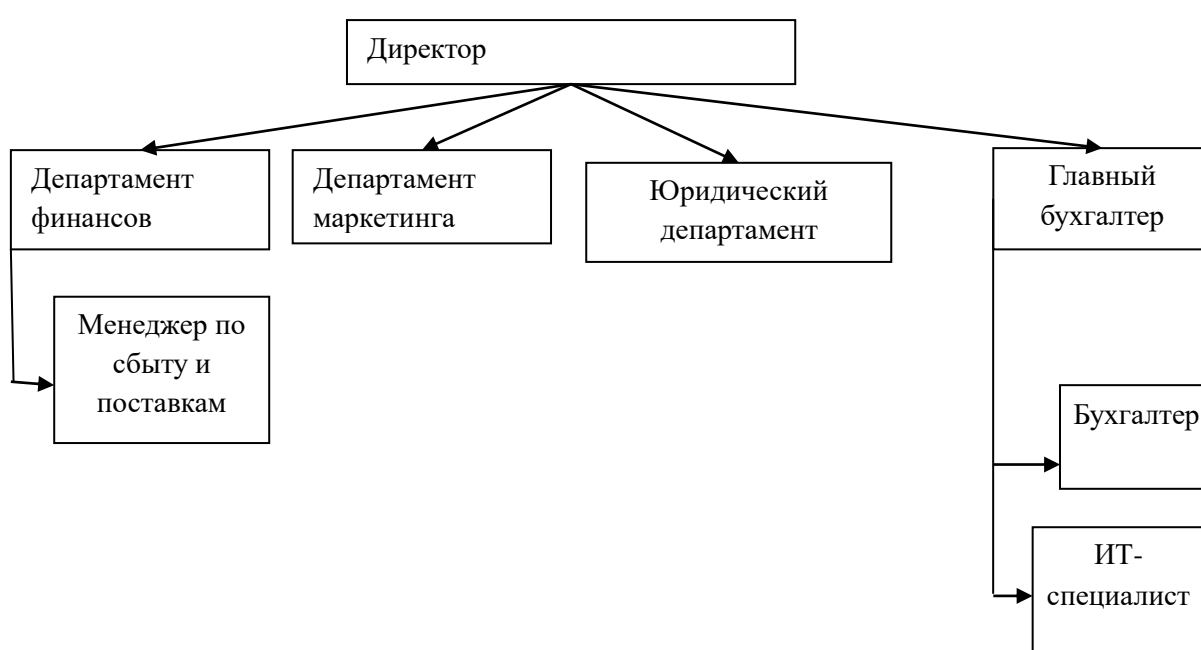 Директор
Департамент
финансов
Департамент
маркетинга
Юридический
департамент
Главный
бухгалтер
Менеджер по
сбыту и
поставкам
Бухгалтер
ИТ-
специалист